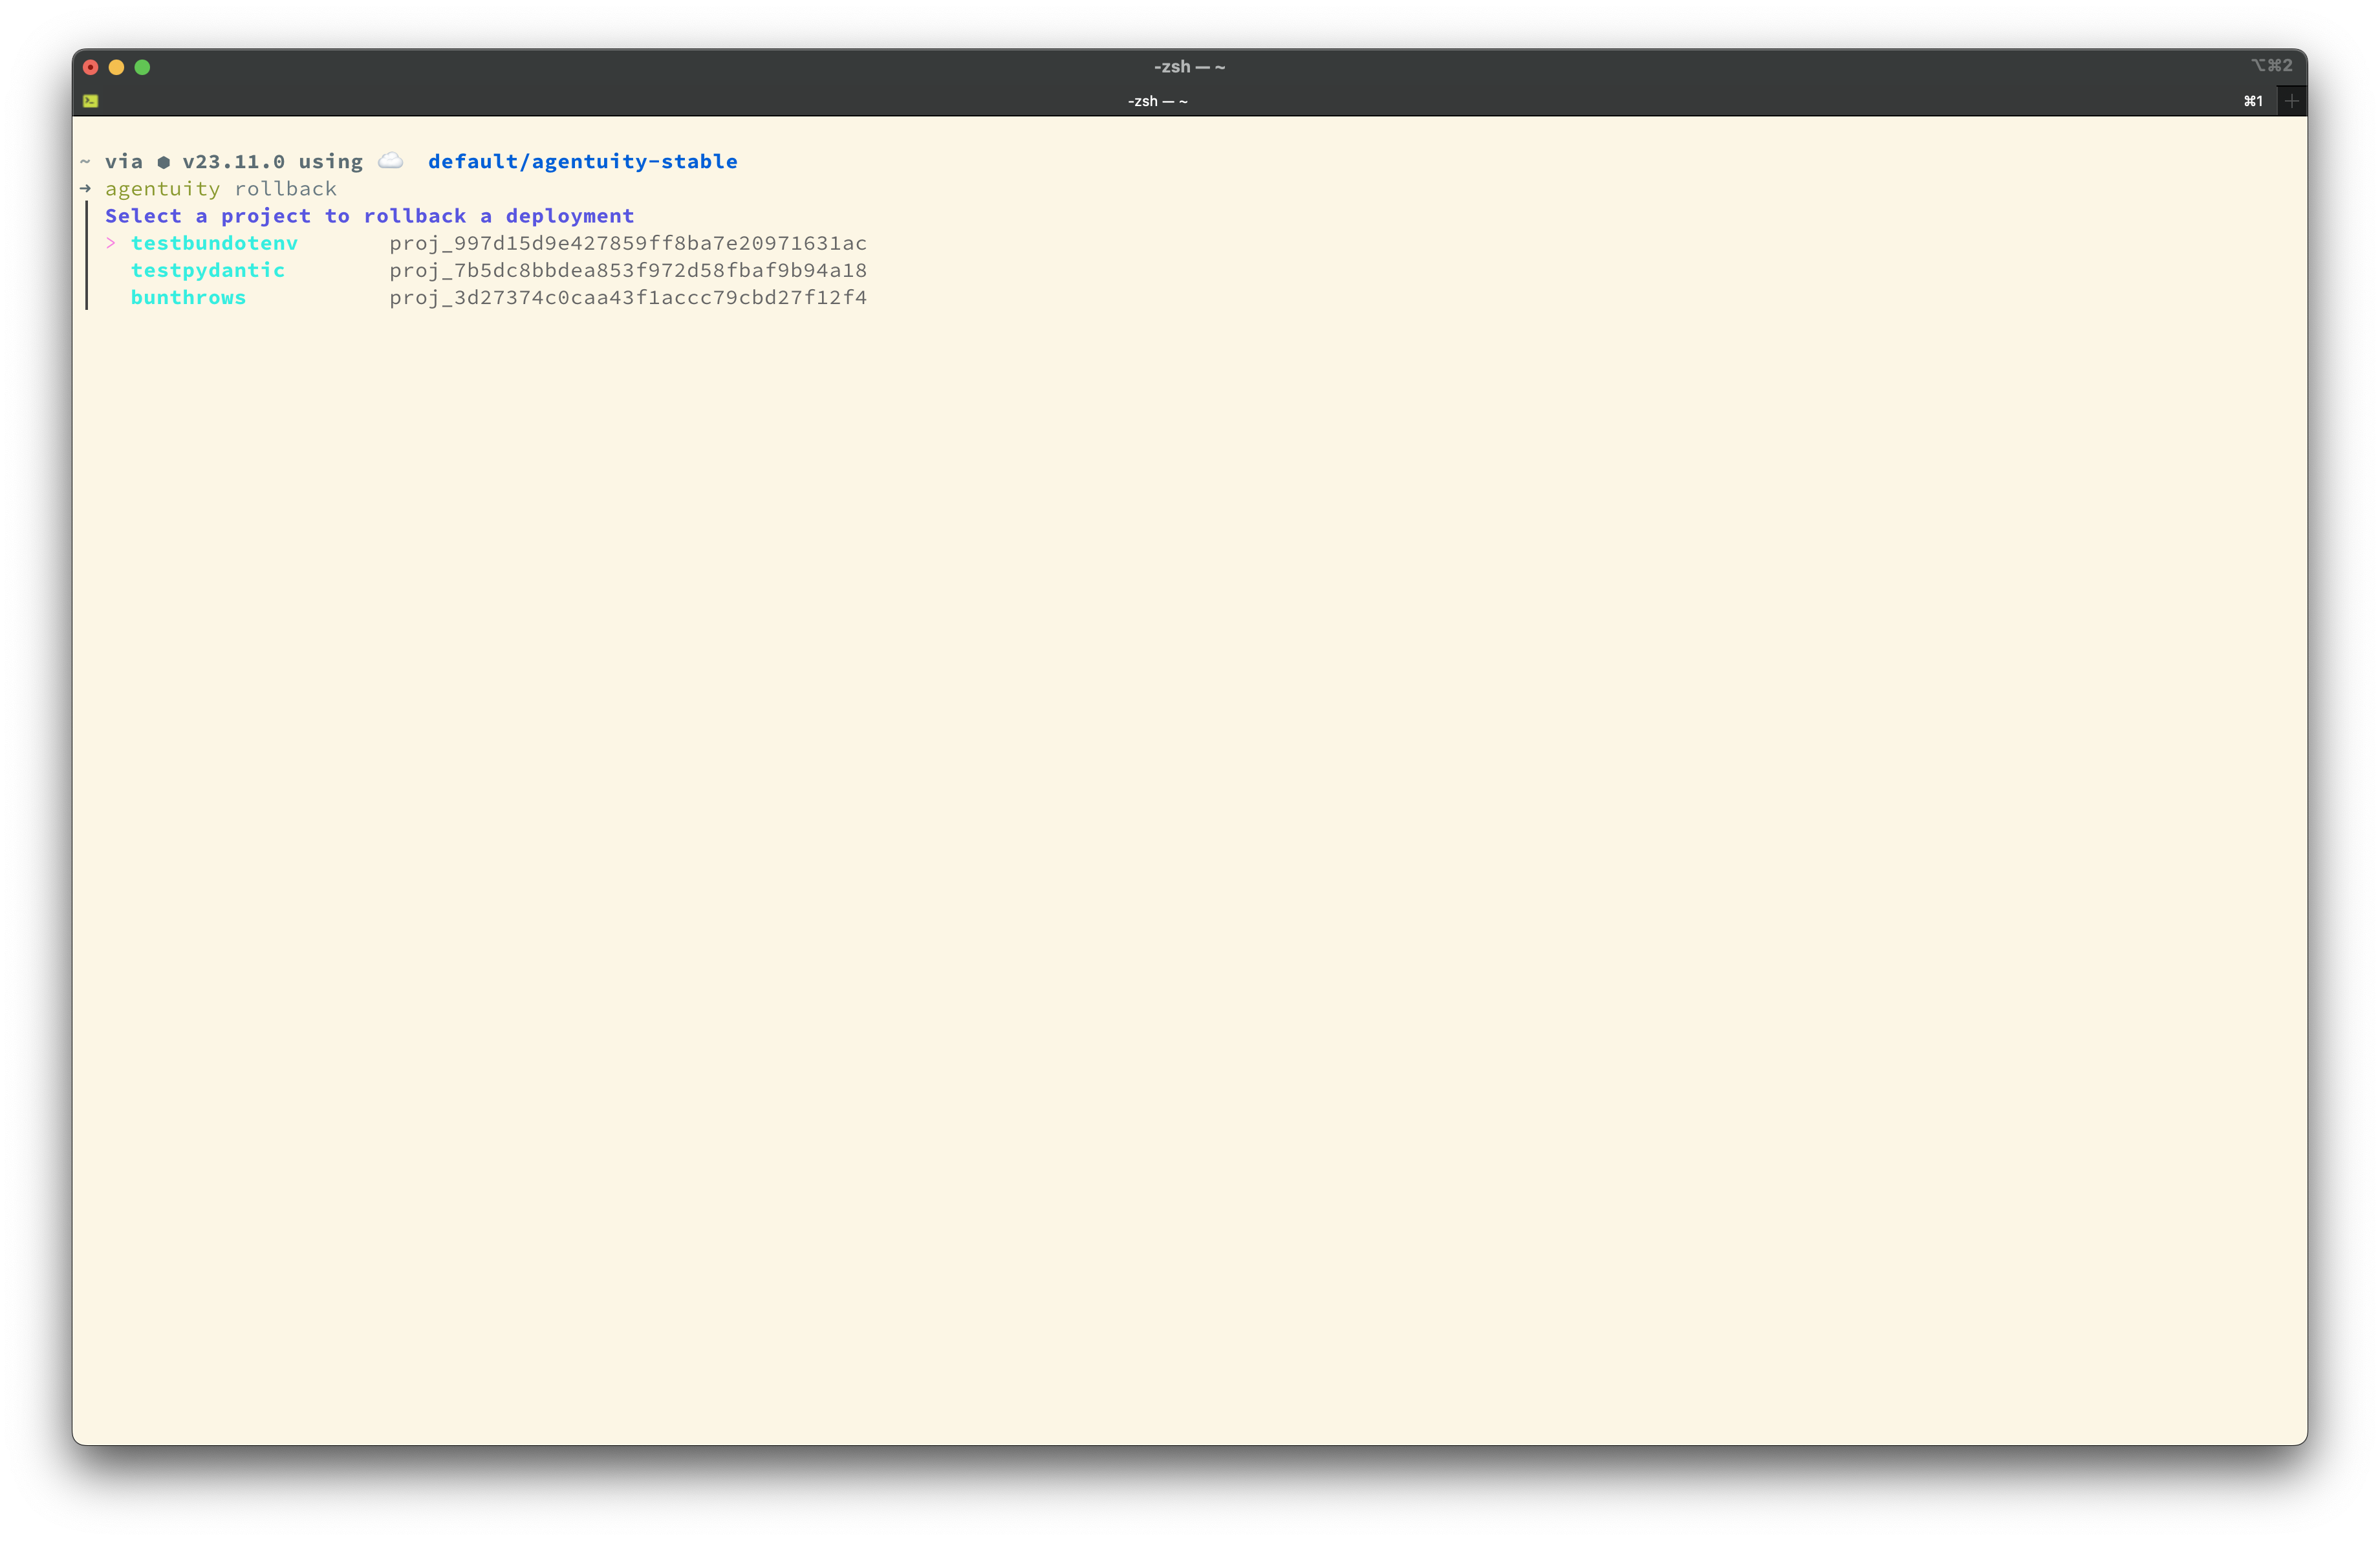 -zsh — ~
⌥⌘2
-zsh — ~
⌘1
~ via ⬢ v23.11.0 using ☁️ default/agentuity-stable
➜ agentuity rollback
Select a project to rollback a deployment
> testbundotenv proj_997d15d9e427859ff8ba7e20971631ac
testpydantic proj_7b5dc8bbdea853f972d58fbaf9b94a18
bunthrows proj_3d27374c0caa43f1accc79cbd27f12f4